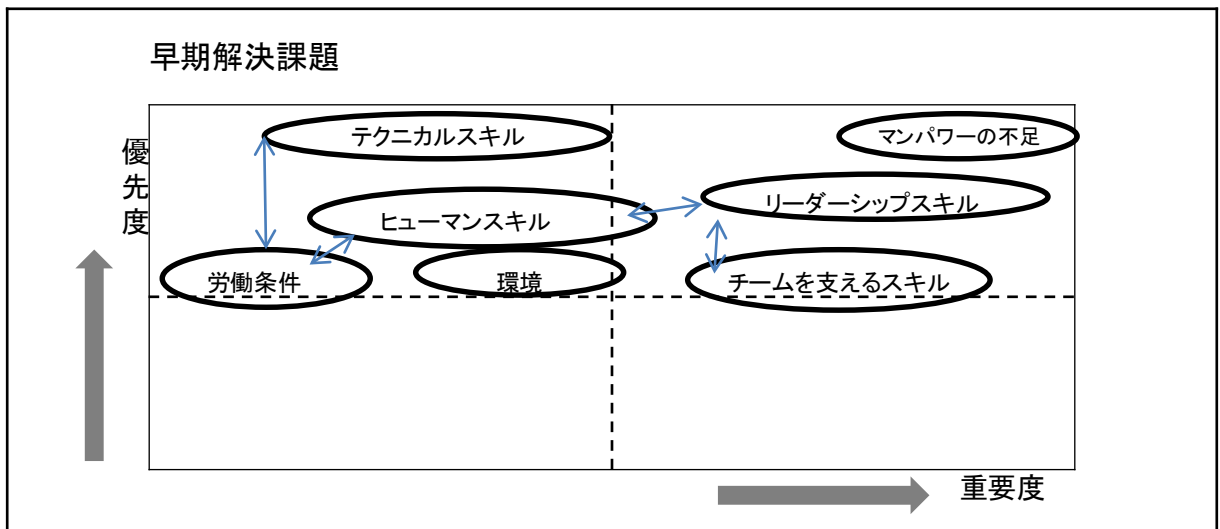 早期解決課題
優先度
テクニカルスキル
マンパワーの不足
リーダーシップスキル
ヒューマンスキル
労働条件
環境
チームを支えるスキル
重要度